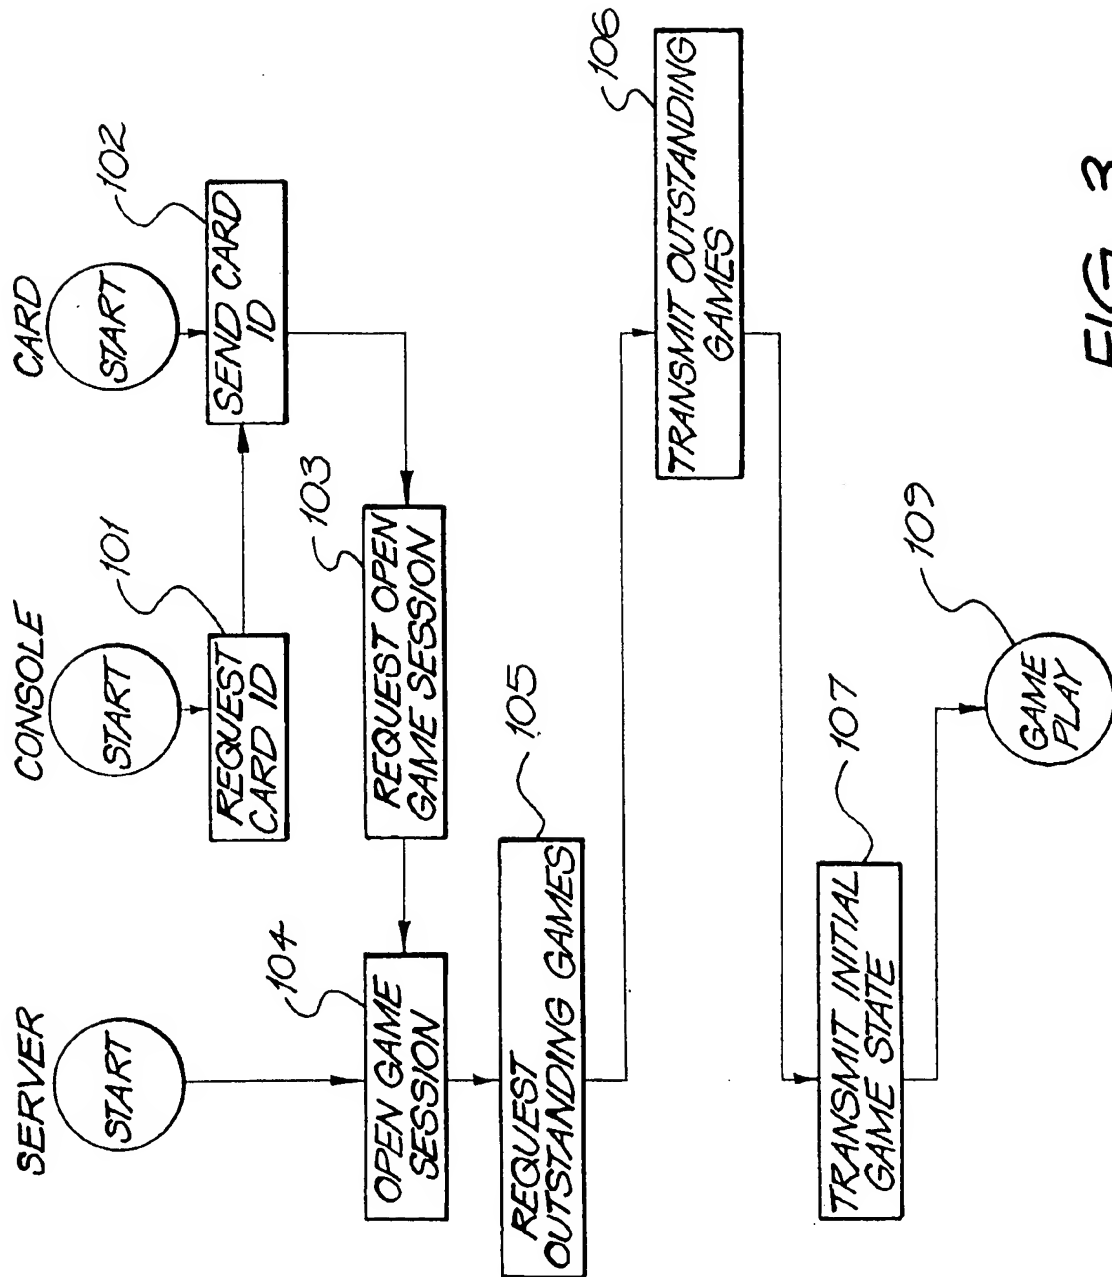 SERVER
CONSOLE
CARD
START
START
START
101
REQUEST
CARD ID
102
SEND CARD
ID
103
REQUEST OPEN
GAME SESSION
104
OPEN GAME
SESSION
105
REQUEST
OUTSTANDING GAMES
106
TRANSMIT OUTSTANDING
GAMES
107
TRANSMIT INITIAL
GAME STATE
109
GAME
PLAY
FIG. 3